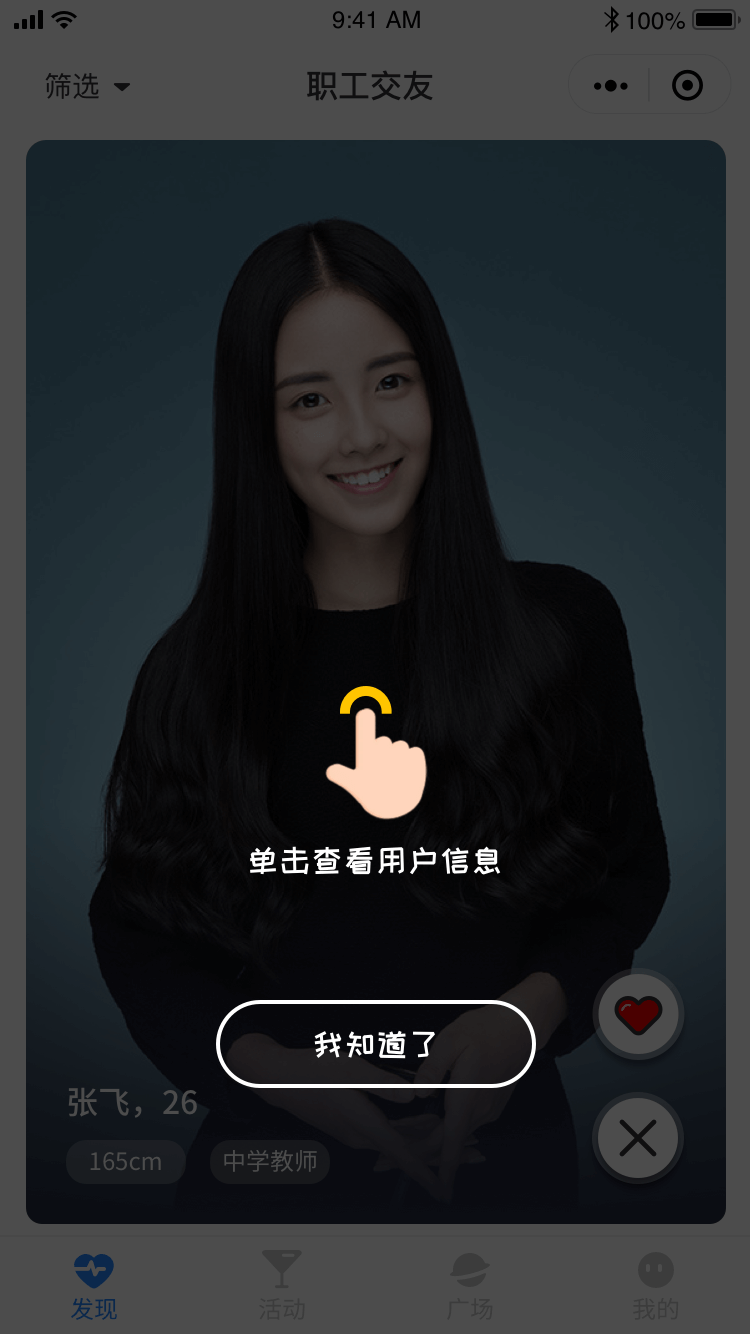 9:41 AM
100%
筛选
职工交友
单击查看用户信息
我知道了
张飞，26
165cm
中学教师
发现
活动
广场
我的